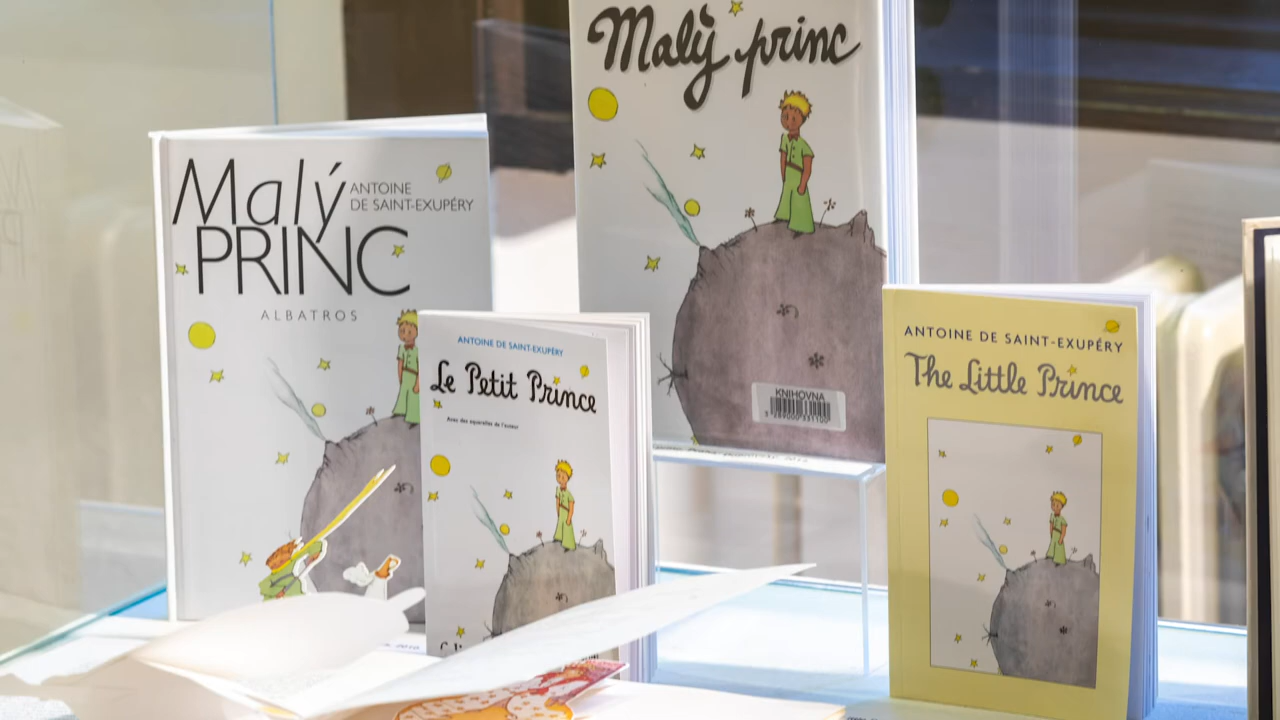 Malý
ANTOINE
DE SAINT-EXUPÉRY
PRINC
ALBATROS
ANTOINE DE SAINT-EXUPÉRY
Le Petit Prince
Avec des aquarelles de l'auteur
Malý princ
KNIHOVNA
ANTOINE DE SAINT-EXUPÉRY
The Little Prince